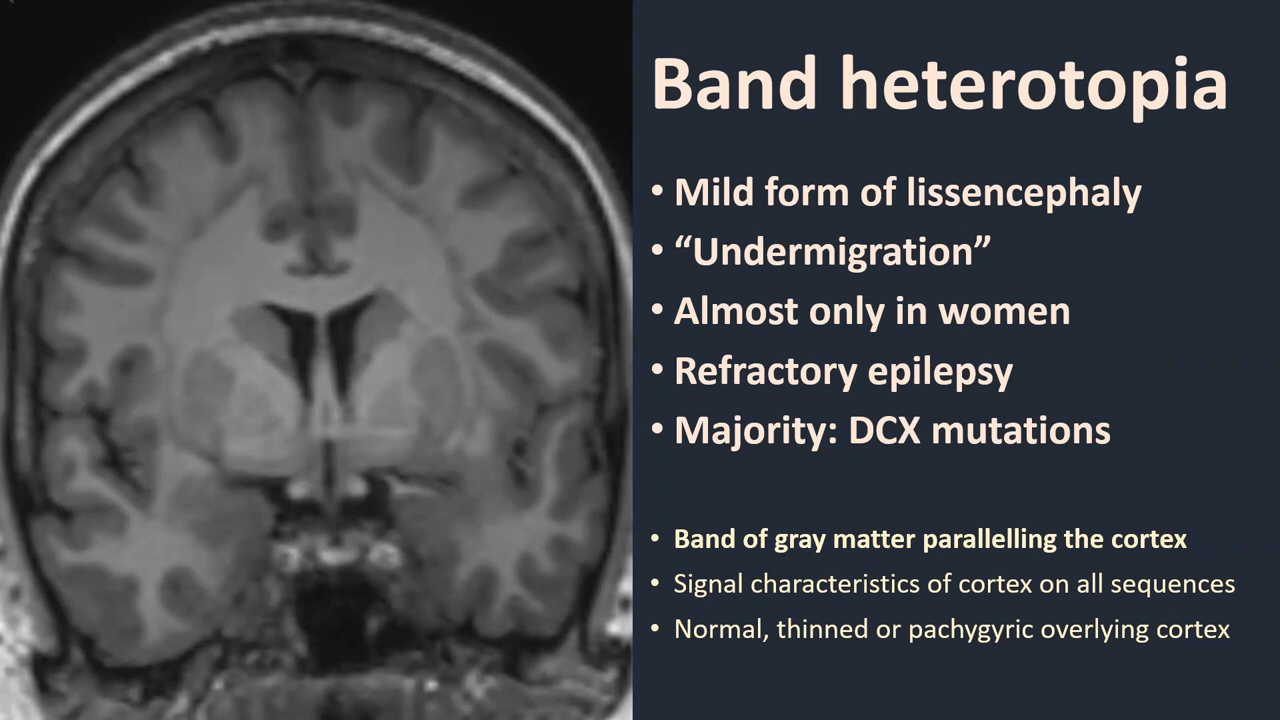 Band heterotopia
• Mild form of lissencephaly
• “Undermigration”
• Almost only in women
• Refractory epilepsy
• Majority: DCX mutations
• Band of gray matter parallelling the cortex
• Signal characteristics of cortex on all sequences
• Normal, thinned or pachygyric overlying cortex